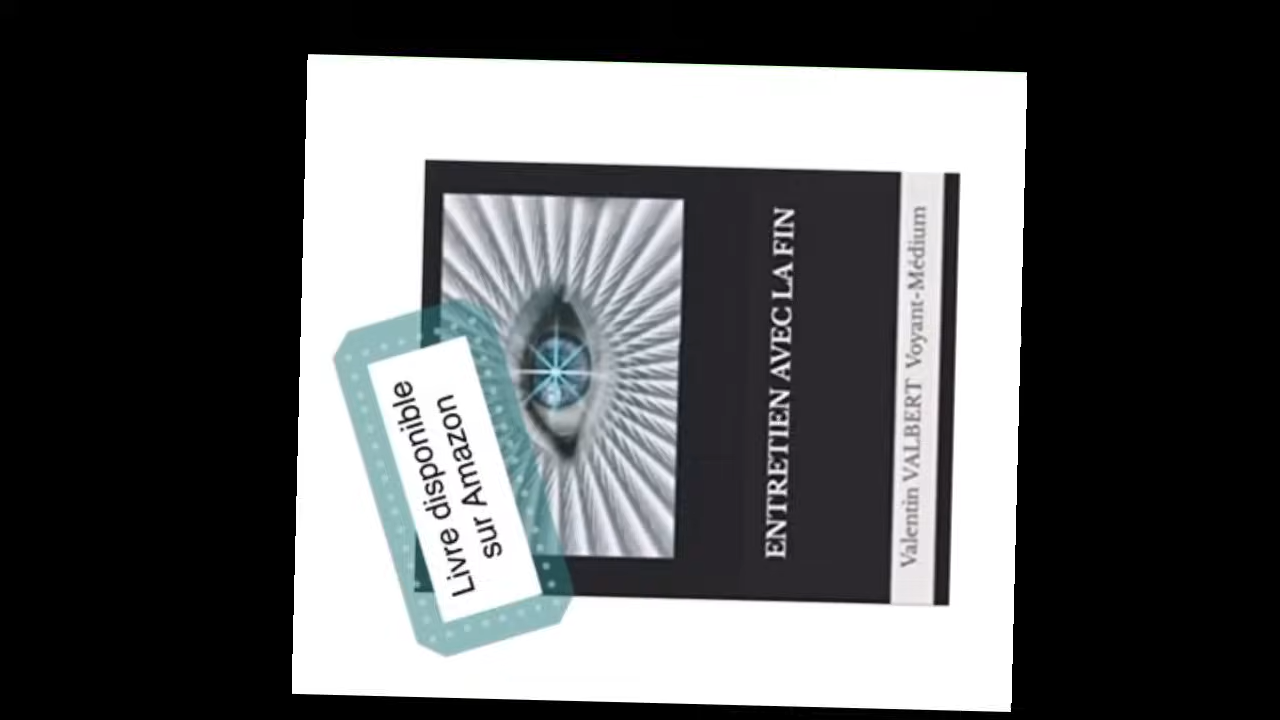 Livre disponible
sur Amazon
ENTRETIEN AVEC LA FIN
Valentin VALBERT Voyant-Médium